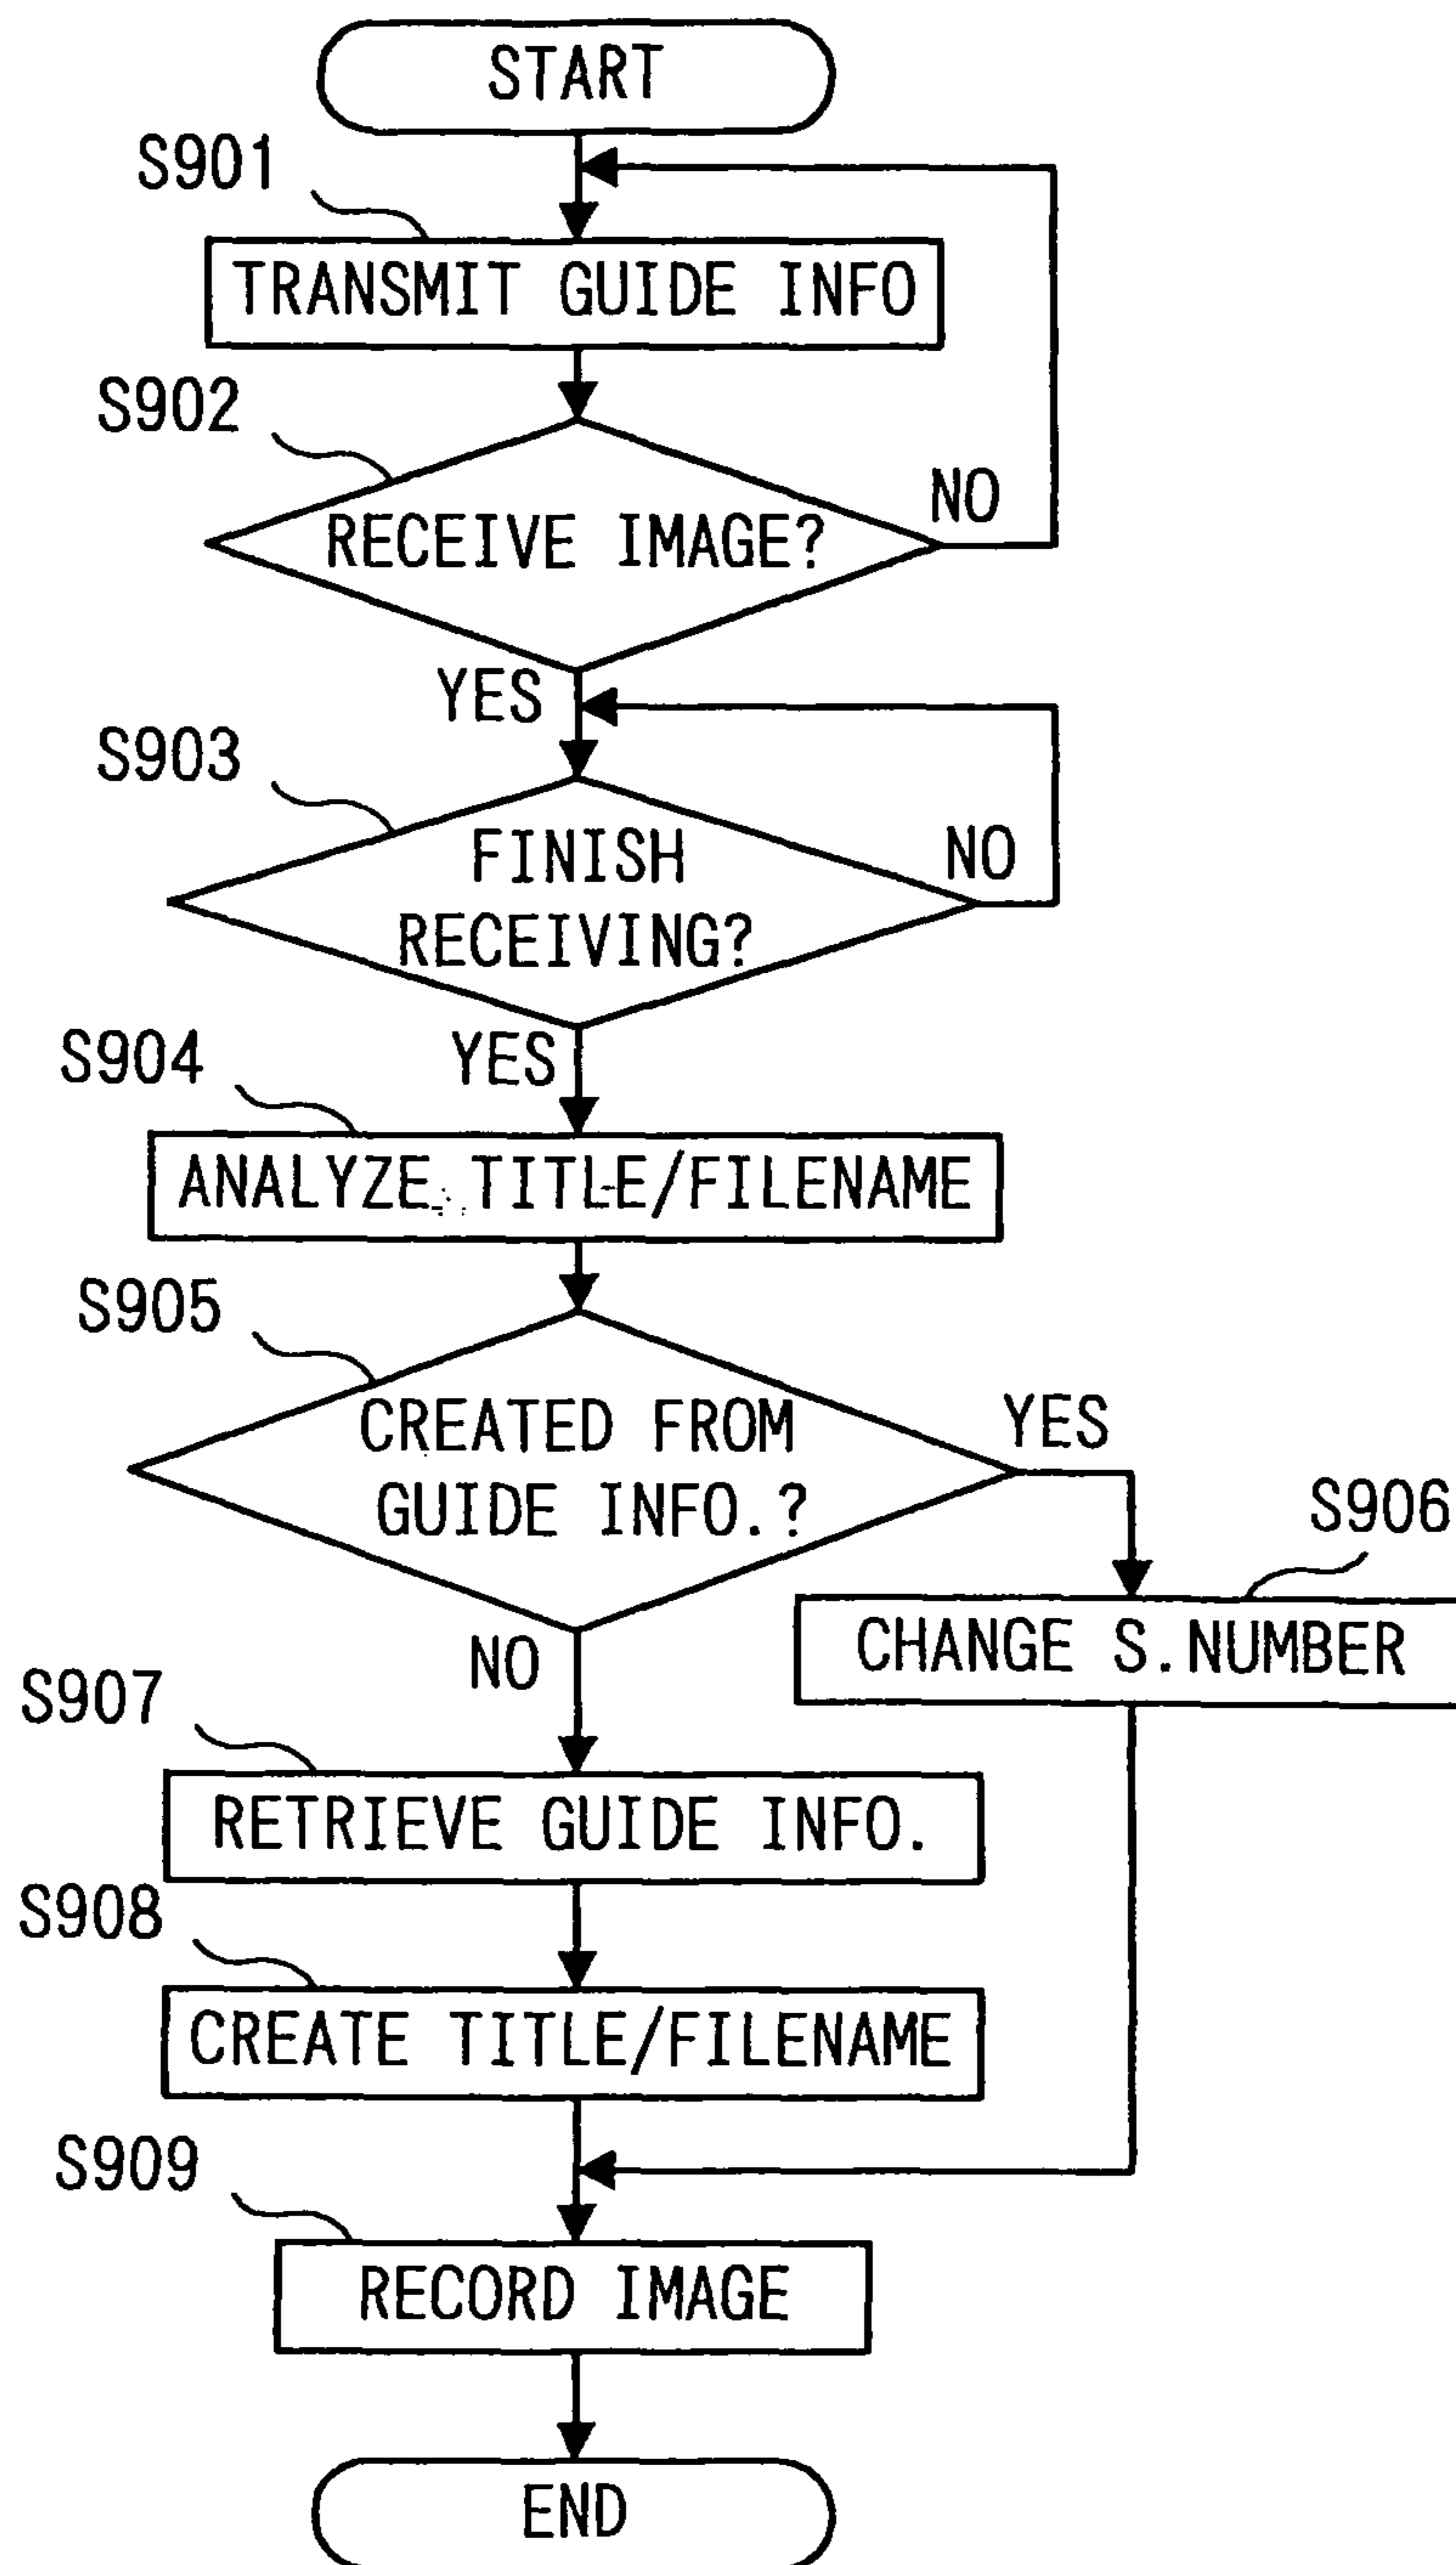 START
S901
TRANSMIT GUIDE INFO
S902
RECEIVE IMAGE?
NO
YES
S903
FINISH
RECEIVING?
NO
YES
S904
ANALYZE TITLE/FILENAME
S905
CREATED FROM
GUIDE INFO.?
YES
S906
CHANGE S.NUMBER
NO
S907
RETRIEVE GUIDE INFO.
S908
CREATE TITLE/FILENAME
S909
RECORD IMAGE
END